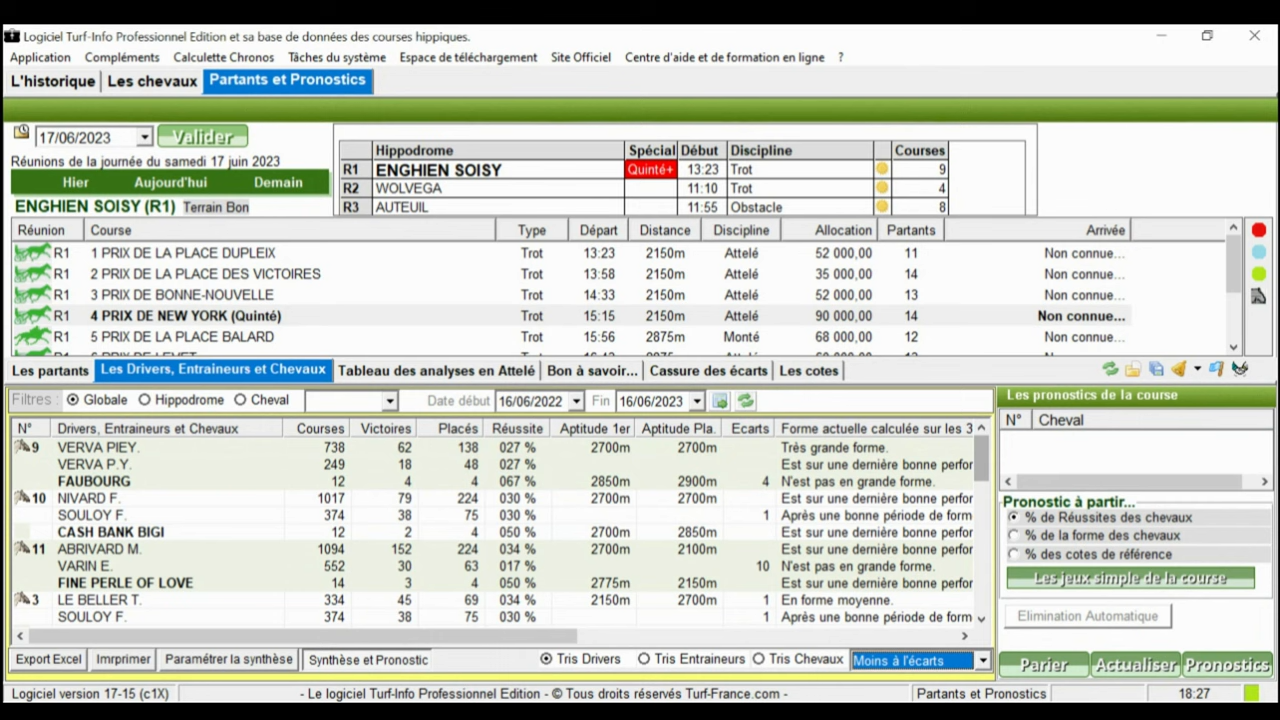 Logiciel Turf-Info Professionnel Edition et sa base de données des courses hippiques.
Application Compléments Calculette Chronos Tâches du système Espace de téléchargement Site Officiel Centre d'aide et de formation en ligne ?
L'historique Les chevaux Partants et Pronostics
17/06/2023 Valider
Réunions de la journée du samedi 17 juin 2023
Hier Aujourd'hui Demain
ENGHIEN SOISY (R1) Terrain Bon
Hippodrome Spécial Début Discipline Courses
R1 ENGHIEN SOISY Quinté+ 13:23 Trot 9
R2 WOLVEGA 11:10 Trot 4
R3 AUTEUIL 11:55 Obstacle 8
Réunion Course Type Départ Distance Discipline Allocation Partants Arrivée
R1 1 PRIX DE LA PLACE DUPLEIX Trot 13:23 2150m Attelé 52 000,00 11 Non connue...
R1 2 PRIX DE LA PLACE DES VICTOIRES Trot 13:58 2150m Attelé 35 000,00 14 Non connue...
R1 3 PRIX DE BONNE-NOUVELLE Trot 14:33 2150m Attelé 52 000,00 13 Non connue...
R1 4 PRIX DE NEW YORK (Quinté) Trot 15:15 2150m Attelé 90 000,00 14 Non connue...
R1 5 PRIX DE LA PLACE BALARD Trot 15:56 2875m Monté 68 000,00 12 Non connue...
Les partants Les Drivers, Entraineurs et Chevaux Tableau des analyses en Attelé Bon à savoir... Cassure des écarts Les cotes
Filtres : Globale Hippodrome Cheval Date début 16/06/2022 Fin 16/06/2023
N° Drivers, Entraineurs et Chevaux Courses Victoires Placés Réussite Aptitude 1er Aptitude Pla. Ecarts Forme actuelle calculée sur les 3
9 VERVA PIEY. 738 62 138 027 % 2700m 2700m Très grande forme.
VERVA P.Y. 249 18 48 027 % Est sur une dernière bonne perfor
FAUBOURG 12 4 4 067 % 2850m 2900m 4 N'est pas en grande forme.
10 NIVARD F. 1017 79 224 030 % 2700m 2700m Est sur une dernière bonne perfor
SOULOY F. 374 38 75 030 % 1 Après une bonne période de form
CASH BANK BIGI 12 2 4 050 % 2700m 2850m Est sur une dernière bonne perfor
11 ABRIVARD M. 1094 152 224 034 % 2700m 2100m Est sur une dernière bonne perfor
VARIN E. 552 30 63 017 % 10 N'est pas en grande forme.
FINE PERLE OF LOVE 14 3 4 050 % 2775m 2150m Est sur une dernière bonne perfor
3 LE BELLER T. 334 45 69 034 % 2150m 2700m 1 En forme moyenne.
SOULOY F. 374 38 75 030 % 1 Après une bonne période de form
Export Excel Imrprimer Paramétrer la synthèse Synthèse et Pronostic Tris Drivers Tris Entraineurs Tris Chevaux Moins à l'écarts
Les pronostics de la course
N° Cheval
Pronostic à partir...
% de Réussites des chevaux
% de la forme des chevaux
% des cotes de référence
Les jeux simple de la course
Elimination Automatique
Parier Actualiser Pronostics
Logiciel version 17-15 (c1X) - Le logiciel Turf-Info Professionnel Edition - © Tous droits réservés Turf-France.com - Partants et Pronostics 18:27